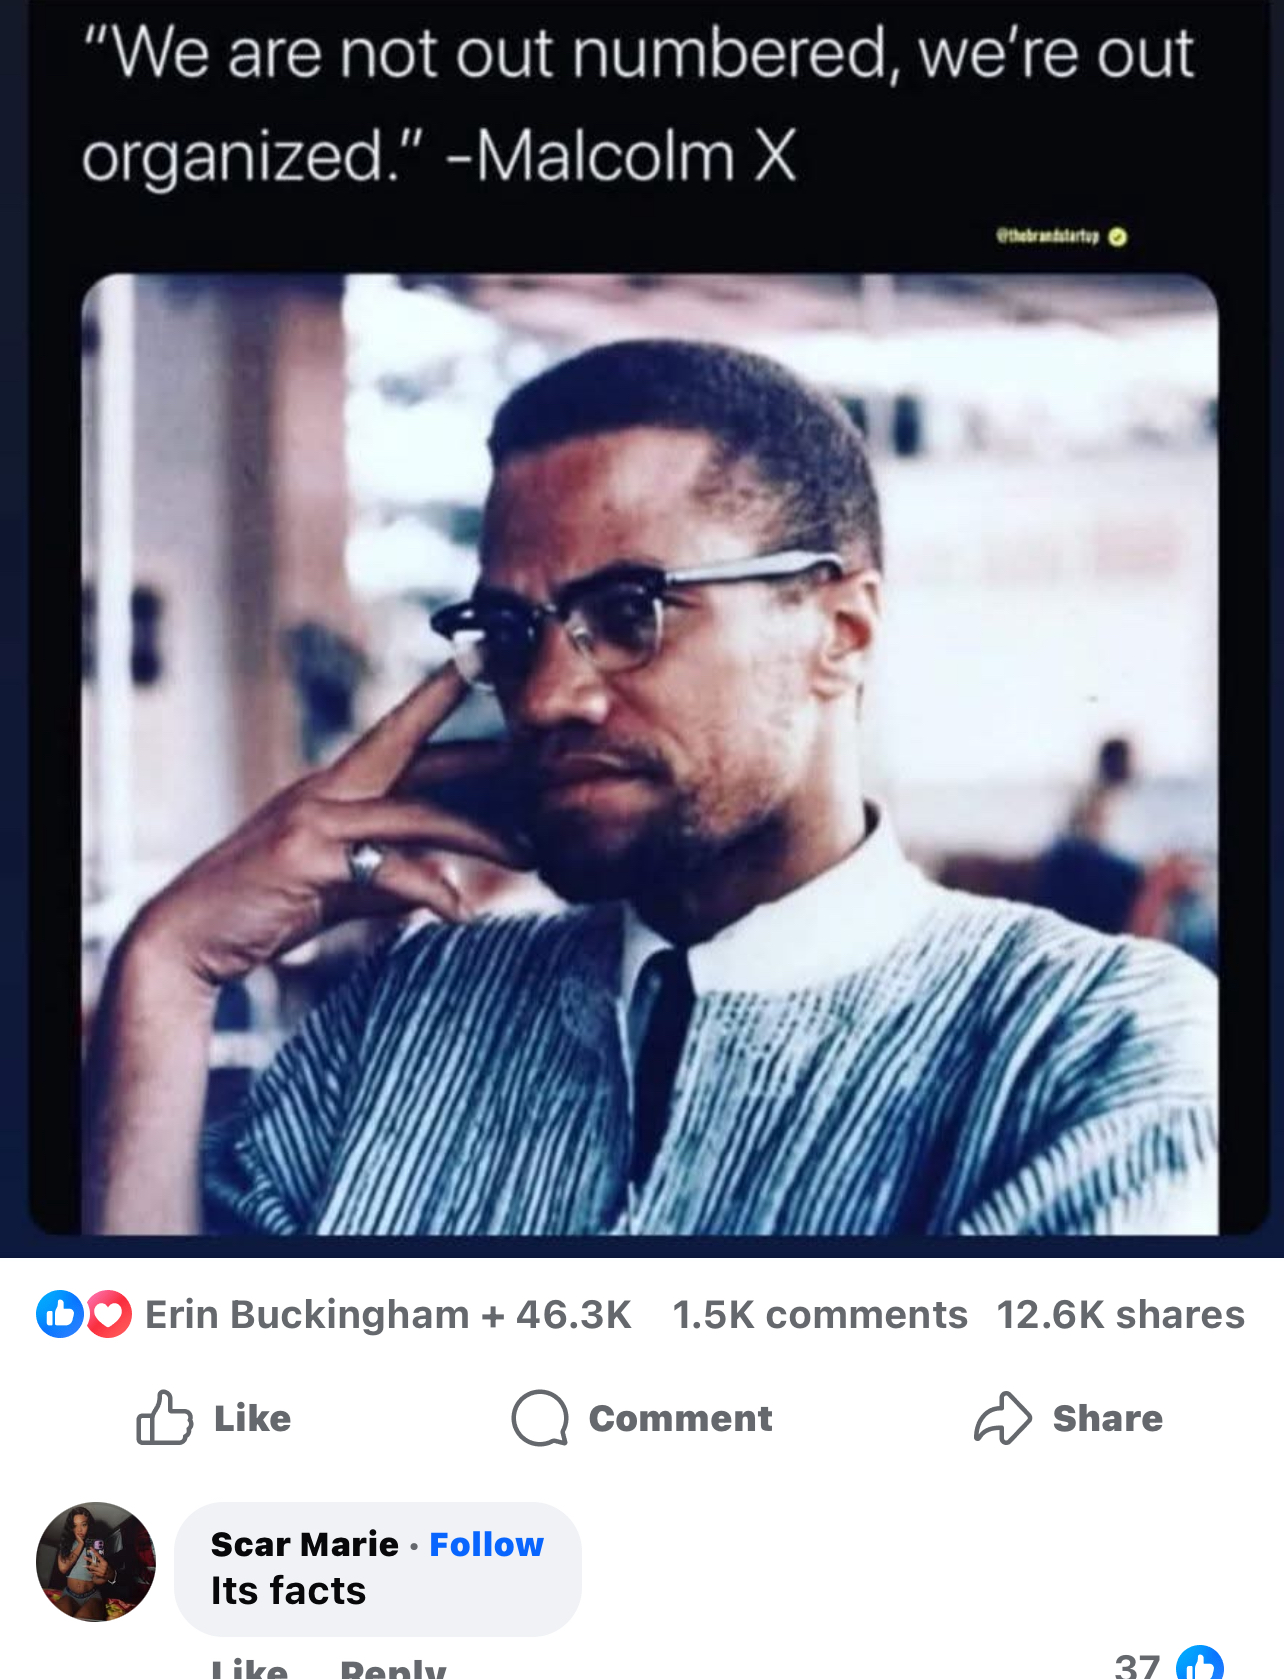 “We are not out numbered, we’re out
organized.” -Malcolm X
@thebrandstartup
Erin Buckingham + 46.3K 1.5K comments 12.6K shares
Like Comment Share
Scar Marie · Follow
Its facts
Like Reply 37